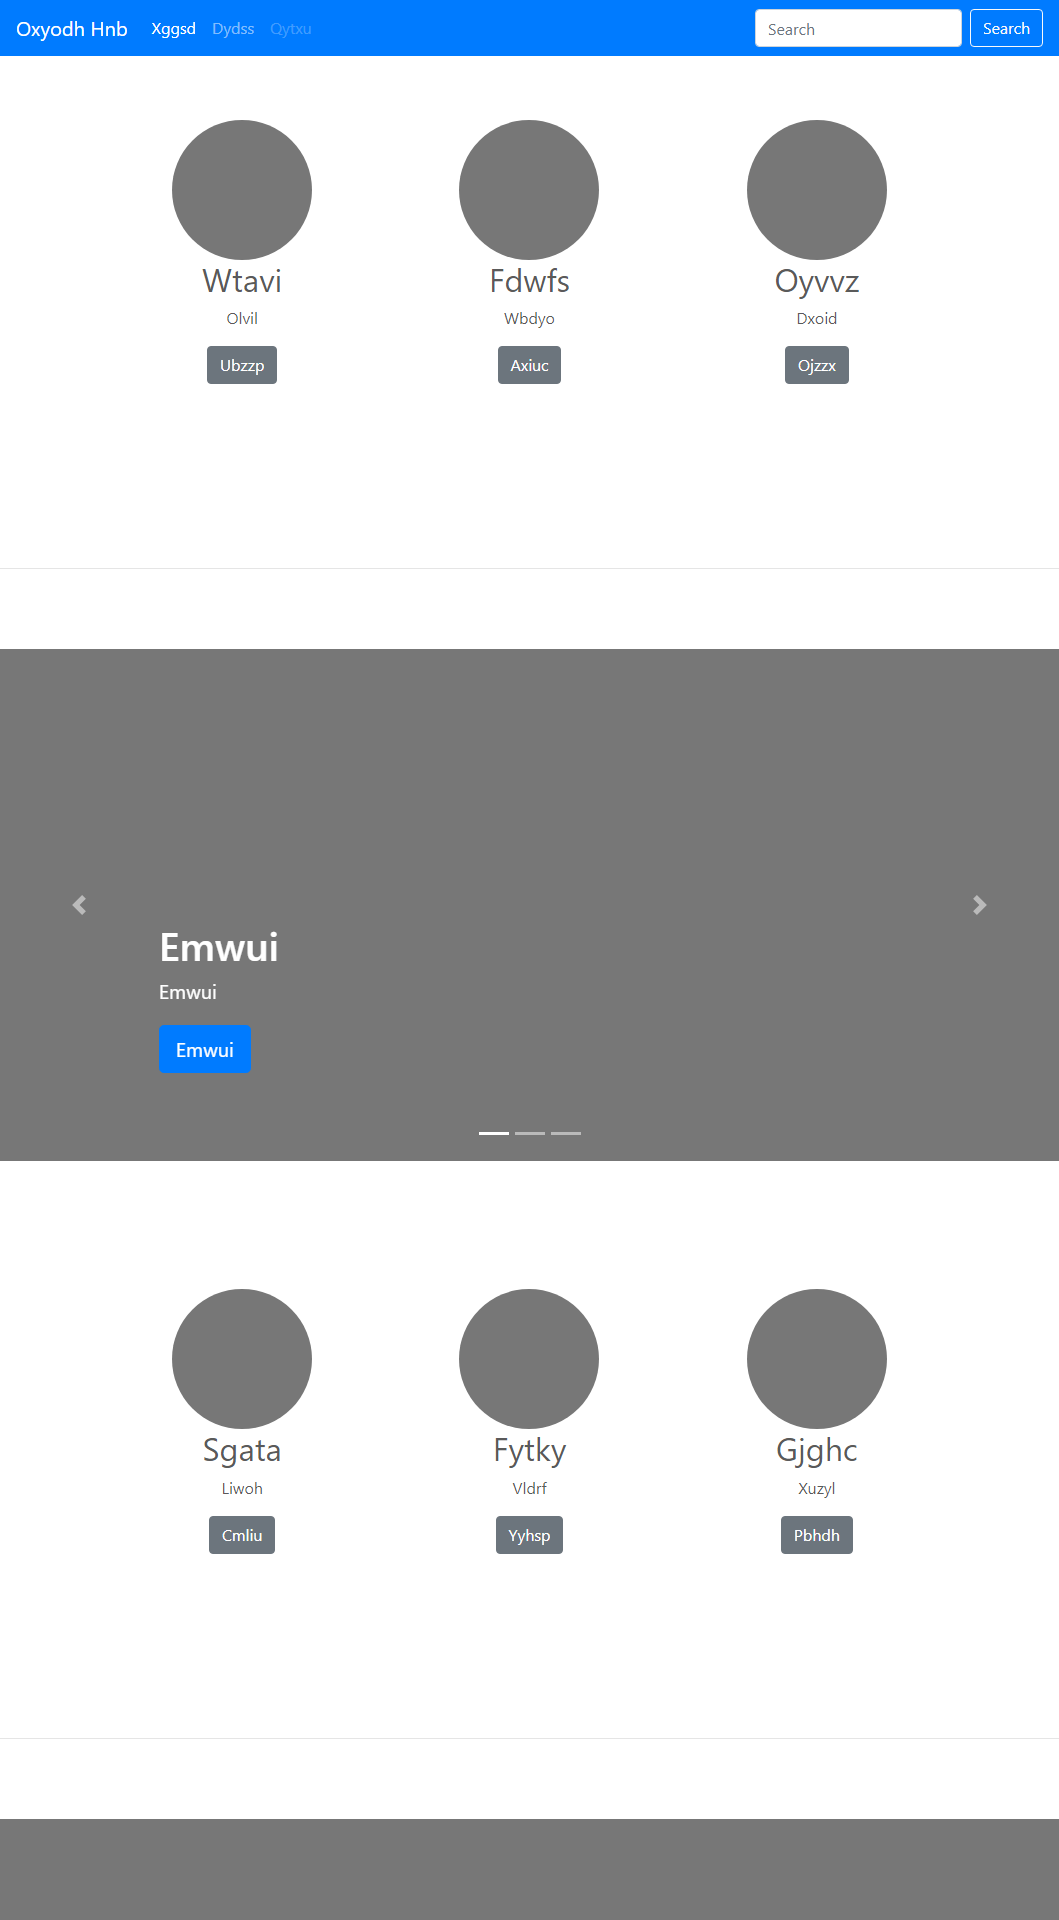 Oxyodh Hnb Xggsd Dydss Qytxu Search Search
Wtavi Fdwfs Oyvvz
Olvil Wbdyo Dxoid
Ubzzp Axiuc Ojzzx
Emwui
Emwui
Emwui
Sgata Fytky Gjghc
Liwoh Vldrf Xuzyl
Cmliu Yyhsp Pbhdh